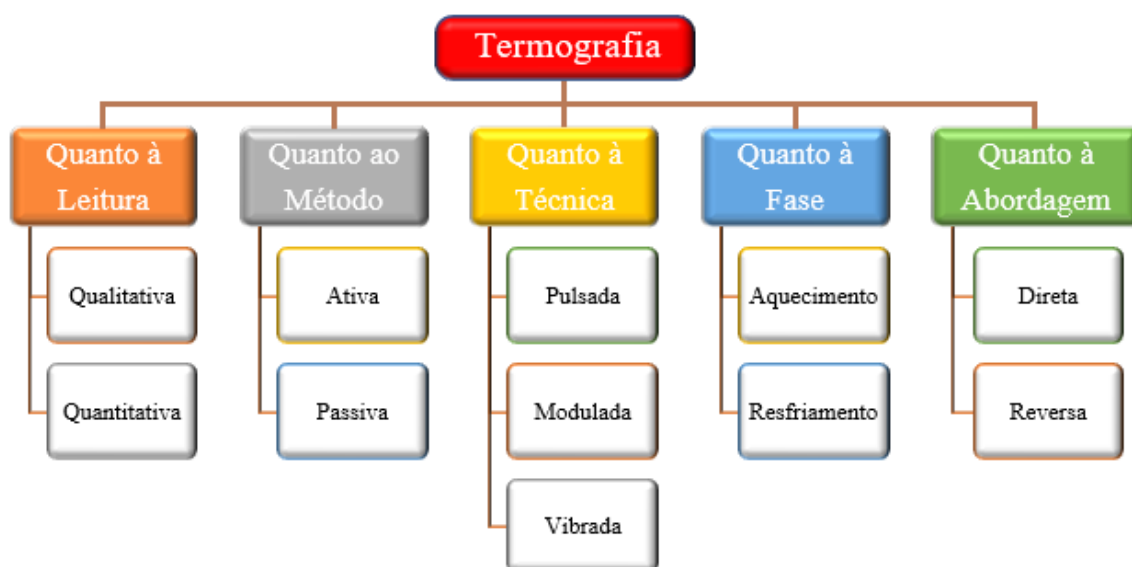 Termografia
Quanto à
Leitura
Qualitativa
Quantitativa
Quanto ao
Método
Ativa
Passiva
Quanto à
Técnica
Pulsada
Modulada
Vibrada
Quanto à
Fase
Aquecimento
Resfriamento
Quanto à
Abordagem
Direta
Reversa